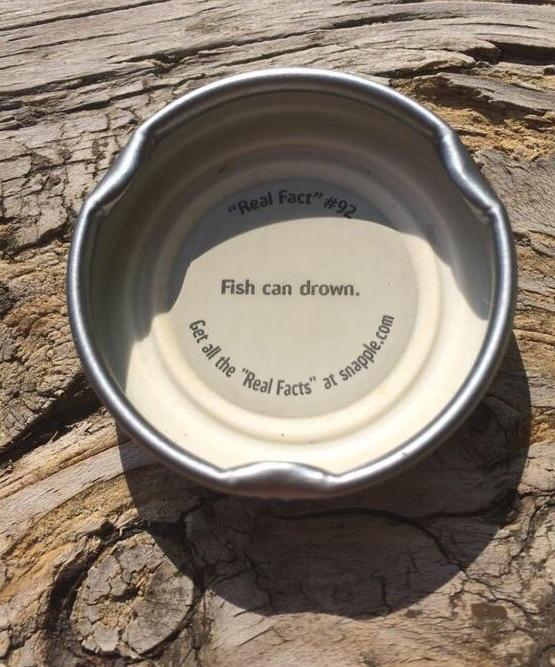 "Real Fact" #92
Fish can drown.
Get all the "Real Facts" at snapple.com